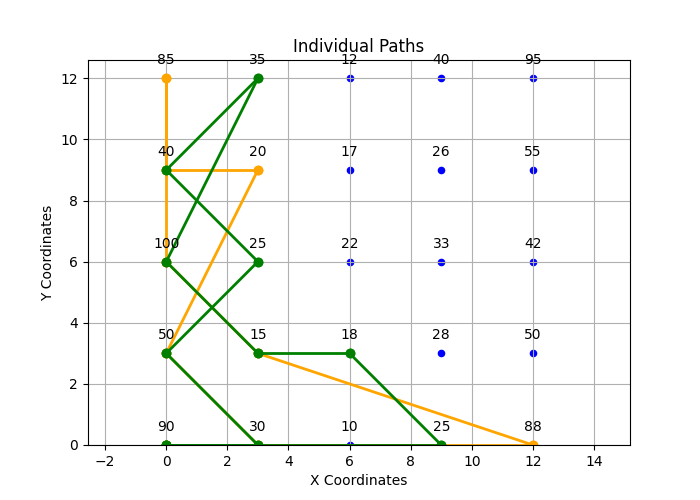 Individual Paths
85 35 12 40 95
12
40 20 17 26 55
10
8
100 25 22 33 42
6
50 15 18 28 50
4
2
90 30 10 25 88
0
−2 0 2 4 6 8 10 12 14
X Coordinates
Y Coordinates